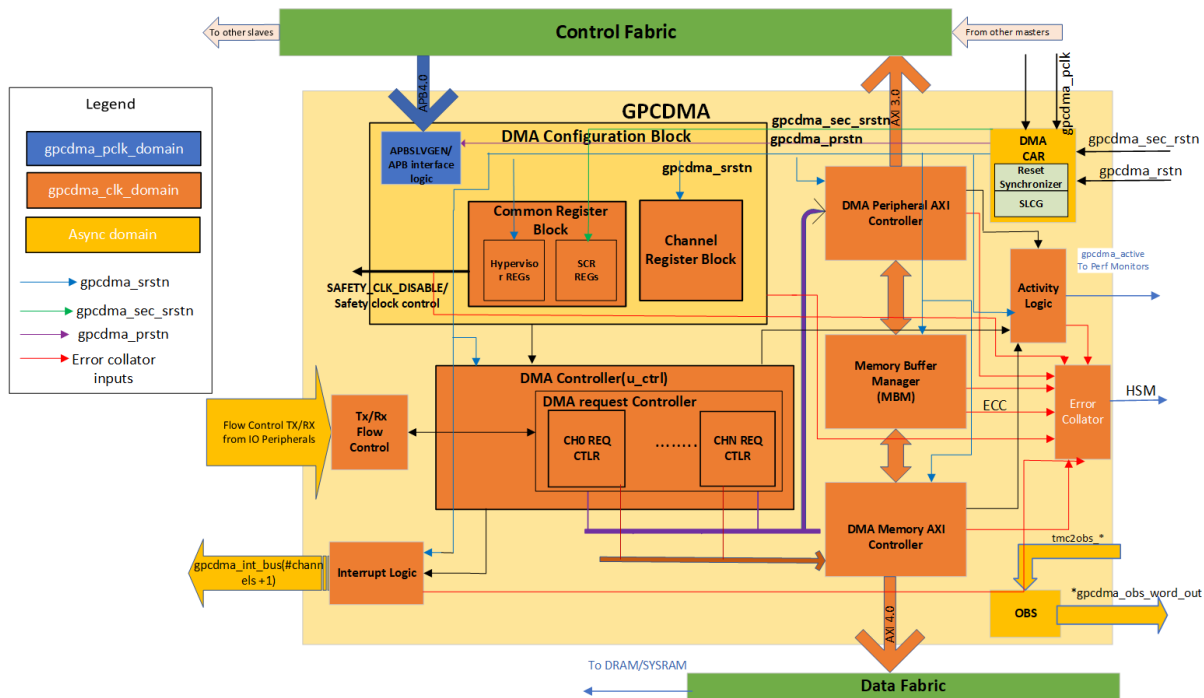 To other slaves
Control Fabric
From other masters
Legend
gpcdma_pclk_domain
gpcdma_clk_domain
Async domain
gpcdma_srstn
gpcdma_sec_srstn
gpcdma_prstn
Error collator
inputs
APB4.0
AXI 3.0
gpcdma_pclk
GPCDMA
DMA Configuration Block
gpcdma_sec_srstn
gpcdma_prstn
APBSLVGEN/
APB interface
logic
gpcdma_srstn
DMA
CAR
Reset
Synchronizer
SLCG
gpcdma_sec_rstn
gpcdma_rstn
Common Register
Block
Hyperviso
r REGs
SCR
REGs
Channel
Register Block
DMA Peripheral AXI
Controller
SAFETY_CLK_DISABLE/
Safety clock control
gpcdma_active
To Perf Monitors
Activity
Logic
DMA Controller(u_ctrl)
DMA request Controller
CH0 REQ
CTLR
........
CHN REQ
CTLR
Memory Buffer
Manager
(MBM)
ECC
Error
Collator
HSM
Flow Control TX/RX
from IO Peripherals
Tx/Rx
Flow
Control
DMA Memory AXI
Controller
tmc2obs_*
gpcdma_int_bus(#chann
els +1)
Interrupt Logic
OBS
*gpcdma_obs_word_out
AXI 4.0
To DRAM/SYSRAM
Data Fabric